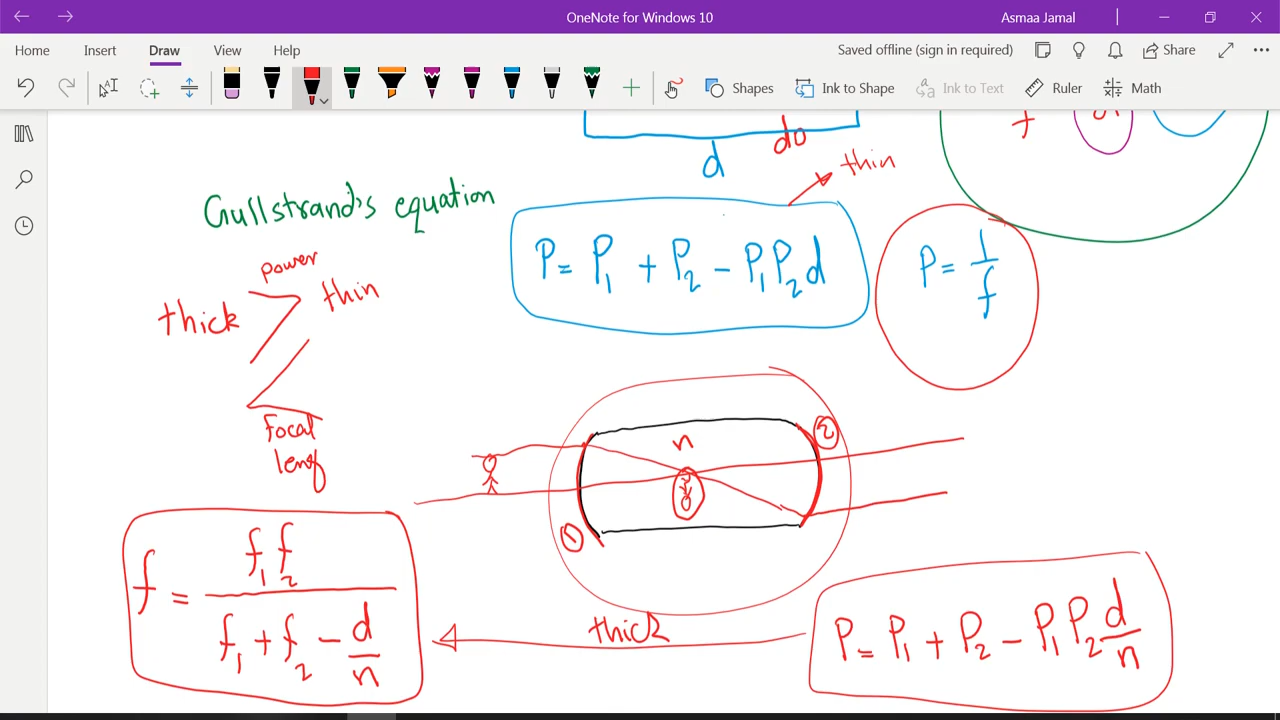 OneNote for Windows 10
Asmaa Jamal
Home Insert Draw View Help
Saved offline (sign in required)
Share
Shapes
Ink to Shape
Ink to Text
Ruler
Math
d
do
f
thin
Gullstrand's equation
P = P₁ + P₂ - P₁P₂d
P = 1/f
power
thick
thin
Focal
leng
n
①
②
f = f₁f₂ / (f₁ + f₂ - d/n)
thick
P = P₁ + P₂ - P₁P₂ d/n